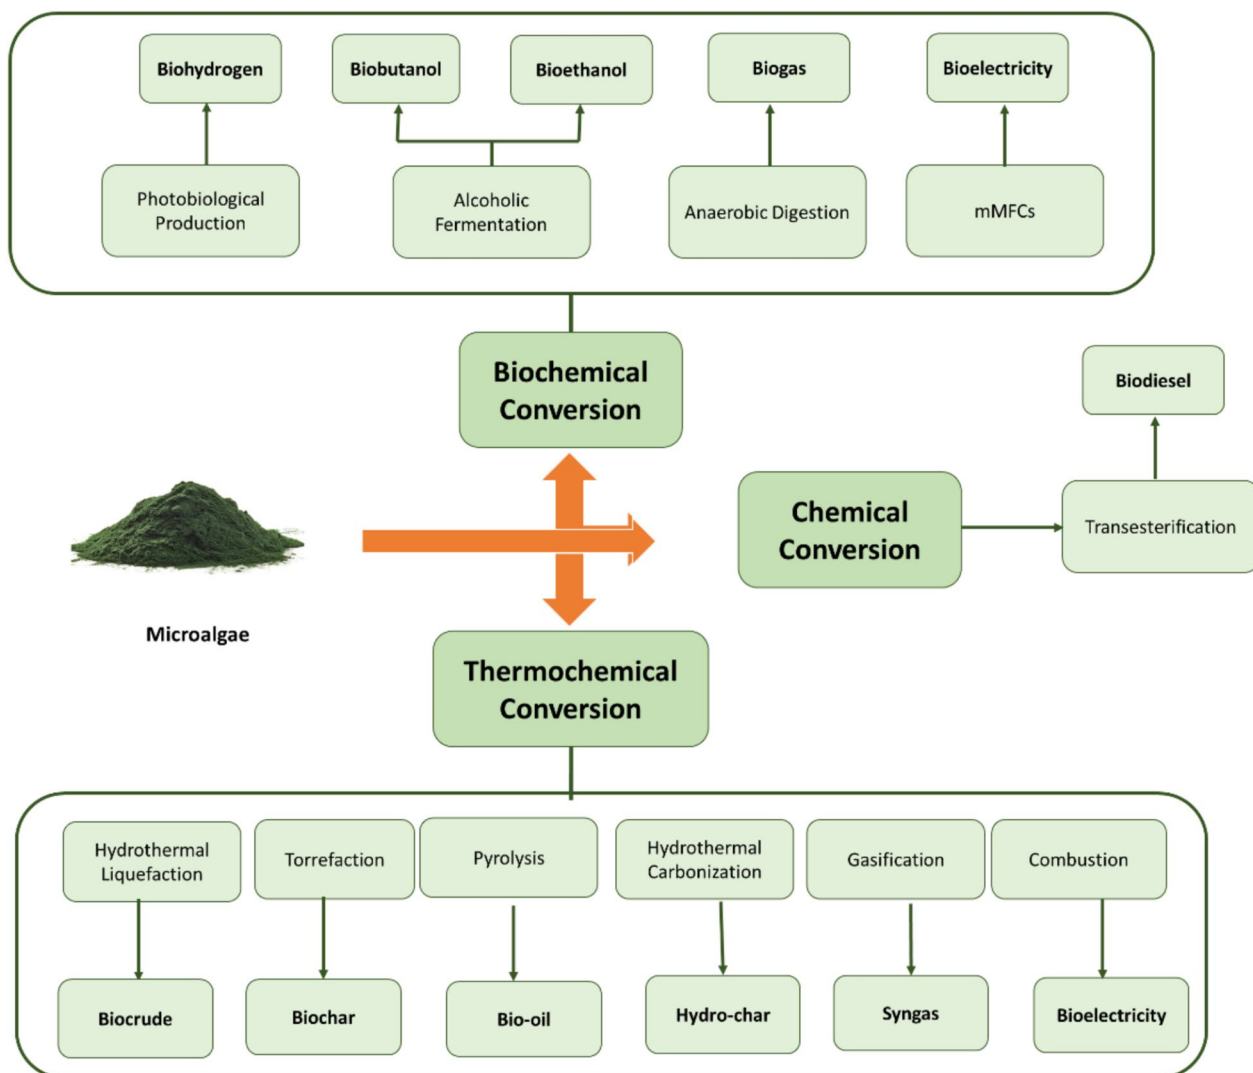 Biohydrogen
Biobutanol
Bioethanol
Biogas
Bioelectricity
Photobiological
Production
Alcoholic
Fermentation
Anaerobic Digestion
mMFCs
Biochemical
Conversion
Biodiesel
Chemical
Conversion
Transesterification
Microalgae
Thermochemical
Conversion
Hydrothermal
Liquefaction
Torrefaction
Pyrolysis
Hydrothermal
Carbonization
Gasification
Combustion
Biocrude
Biochar
Bio-oil
Hydro-char
Syngas
Bioelectricity